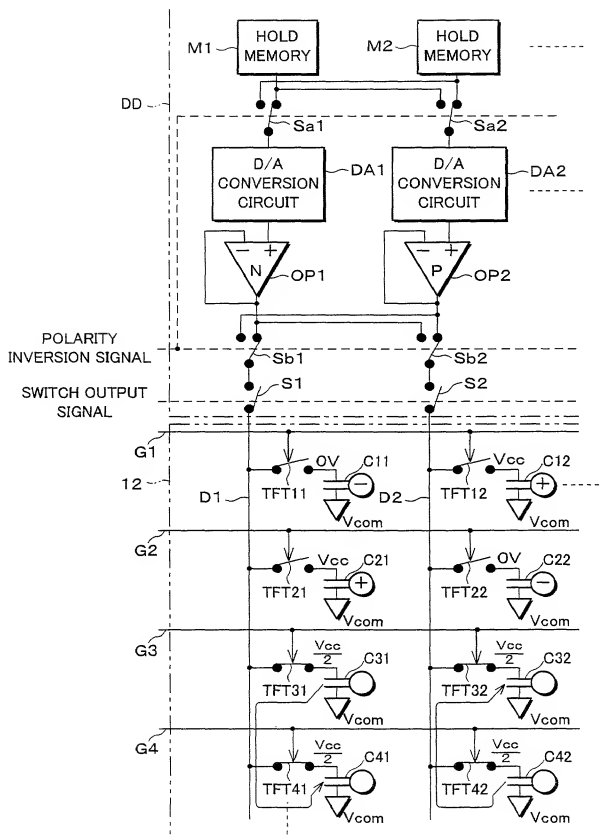 M1
HOLD
MEMORY
M2
HOLD
MEMORY
DD
Sa1
Sa2
D/A
CONVERSION
CIRCUIT
DA1
D/A
CONVERSION
CIRCUIT
DA2
− +
N
OP1
− +
P
OP2
POLARITY
INVERSION SIGNAL
Sb1
Sb2
SWITCH OUTPUT
SIGNAL
S1
S2
G1
12
D1
TFT11
0V
C11
−
Vcom
D2
TFT12
Vcc
C12
+
Vcom
G2
TFT21
Vcc
C21
+
Vcom
TFT22
0V
C22
−
Vcom
G3
TFT31
Vcc
2
C31
Vcom
TFT32
Vcc
2
C32
Vcom
G4
TFT41
Vcc
2
C41
Vcom
TFT42
Vcc
2
C42
Vcom